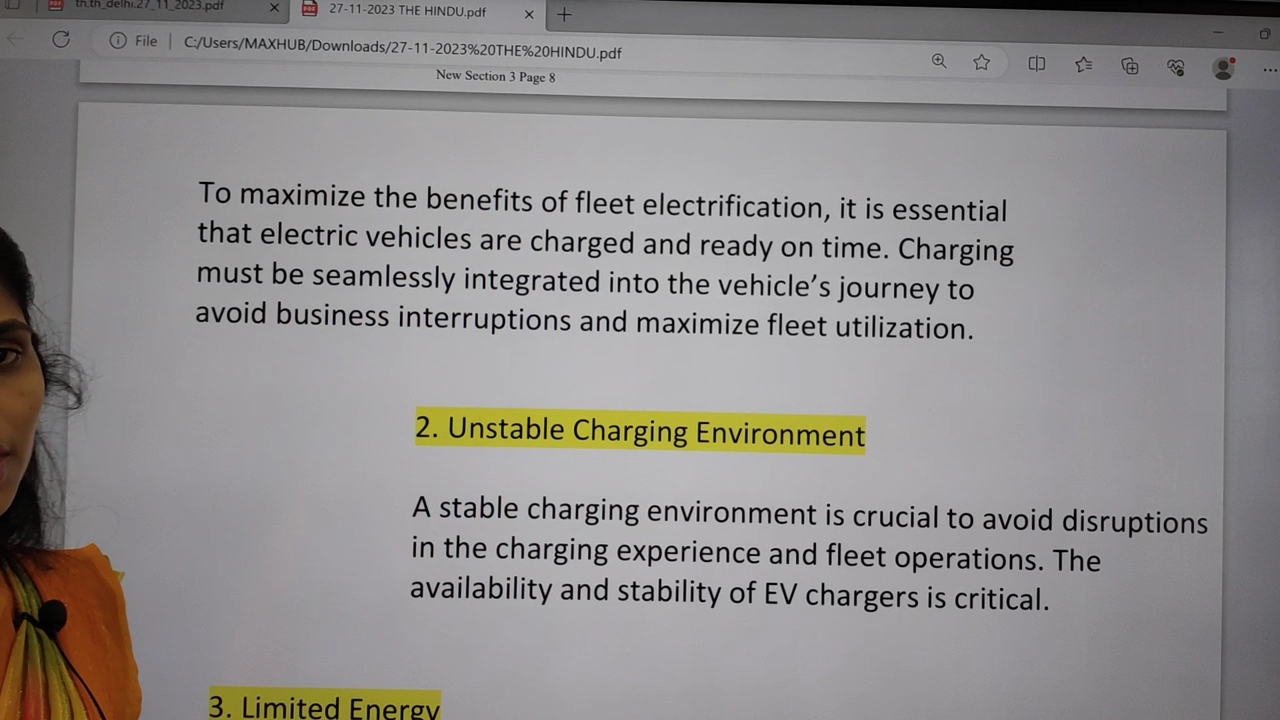 th.th_delhi.27_11_2023.pdf
27-11-2023 THE HINDU.pdf
File
C:/Users/MAXHUB/Downloads/27-11-2023%20THE%20HINDU.pdf
New Section 3 Page 8
To maximize the benefits of fleet electrification, it is essential
that electric vehicles are charged and ready on time. Charging
must be seamlessly integrated into the vehicle's journey to
avoid business interruptions and maximize fleet utilization.
2. Unstable Charging Environment
A stable charging environment is crucial to avoid disruptions
in the charging experience and fleet operations. The
availability and stability of EV chargers is critical.
3. Limited Energy